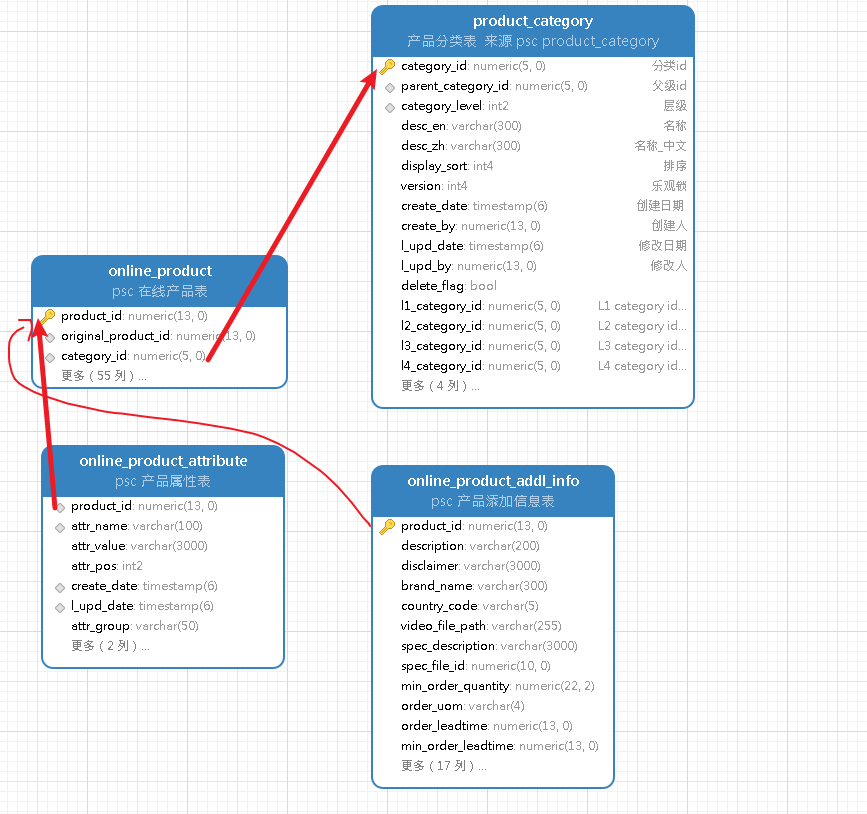 product_category
产品分类表 来源 psc product_category
category_id: numeric(5, 0) 分类id
parent_category_id: numeric(5, 0) 父级id
category_level: int2 层级
desc_en: varchar(300) 名称
desc_zh: varchar(300) 名称_中文
display_sort: int4 排序
version: int4 乐观锁
create_date: timestamp(6) 创建日期
create_by: numeric(13, 0) 创建人
l_upd_date: timestamp(6) 修改日期
l_upd_by: numeric(13, 0) 修改人
delete_flag: bool
l1_category_id: numeric(5, 0) L1 category id...
l2_category_id: numeric(5, 0) L2 category id...
l3_category_id: numeric(5, 0) L3 category id...
l4_category_id: numeric(5, 0) L4 category id...
更多 ( 4 列 ) ...
online_product
psc 在线产品表
product_id: numeric(13, 0)
original_product_id: numeric(13, 0)
category_id: numeric(5, 0)
更多 ( 55 列 ) ...
online_product_attribute
psc 产品属性表
product_id: numeric(13, 0)
attr_name: varchar(100)
attr_value: varchar(3000)
attr_pos: int2
create_date: timestamp(6)
l_upd_date: timestamp(6)
attr_group: varchar(50)
更多 ( 2 列 ) ...
online_product_addl_info
psc 产品添加信息表
product_id: numeric(13, 0)
description: varchar(200)
disclaimer: varchar(3000)
brand_name: varchar(300)
country_code: varchar(5)
video_file_path: varchar(255)
spec_description: varchar(3000)
spec_file_id: numeric(10, 0)
min_order_quantity: numeric(22, 2)
order_uom: varchar(4)
order_leadtime: numeric(13, 0)
min_order_leadtime: numeric(13, 0)
更多 ( 17 列 ) ...